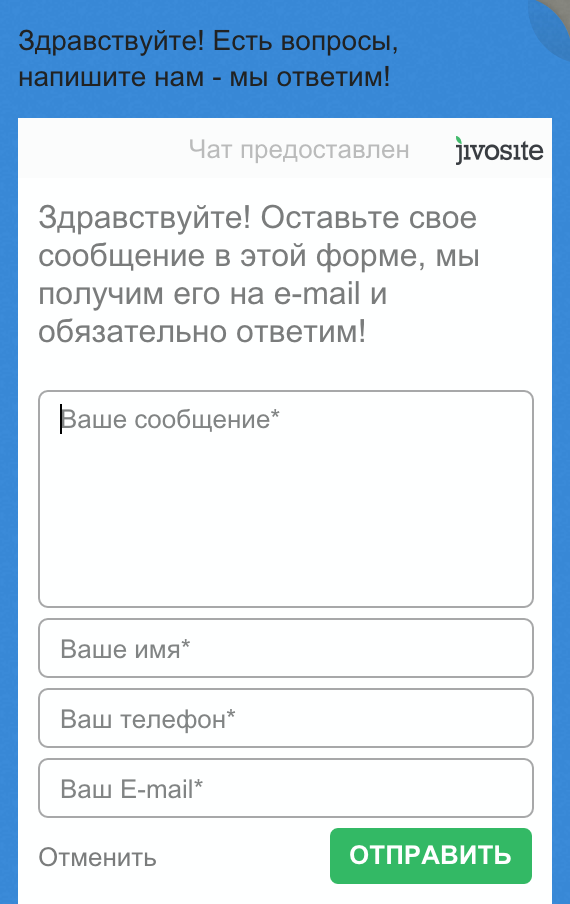 Здравствуйте! Есть вопросы,
напишите нам - мы ответим!
Чат предоставлен jivosite
Здравствуйте! Оставьте свое
сообщение в этой форме, мы
получим его на e-mail и
обязательно ответим!
Ваше сообщение*
Ваше имя*
Ваш телефон*
Ваш E-mail*
Отменить ОТПРАВИТЬ